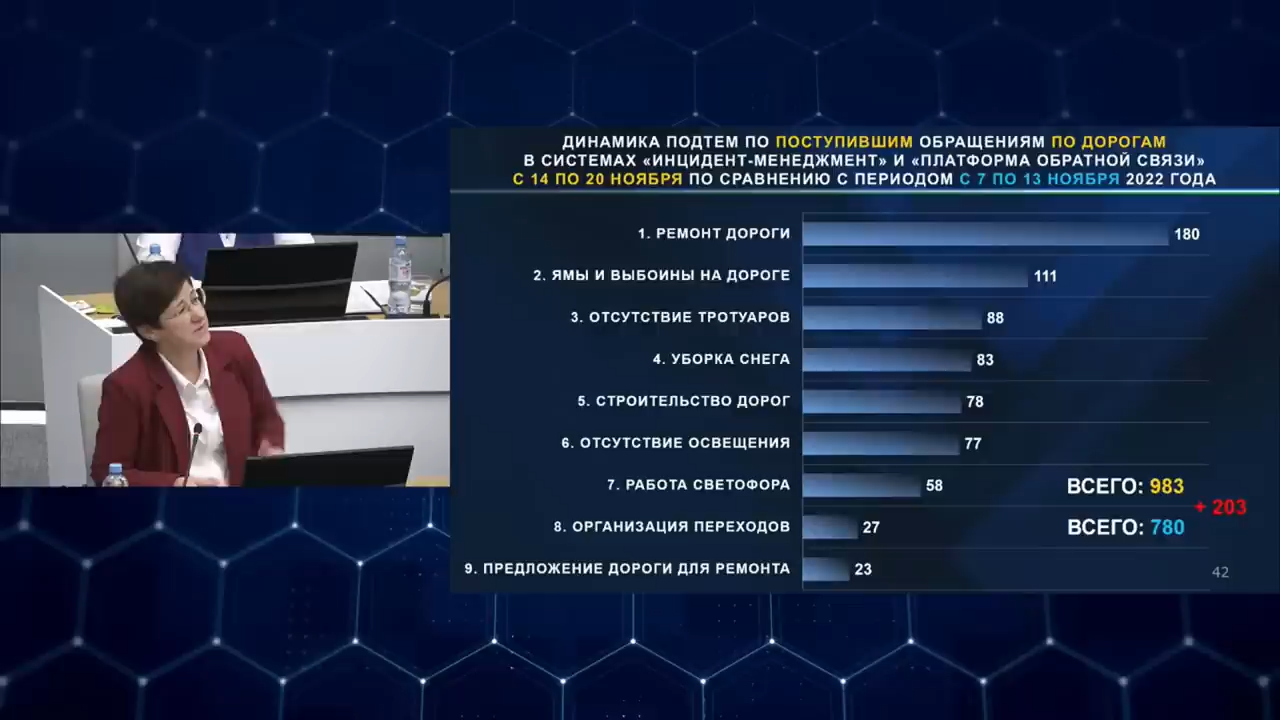 ДИНАМИКА ПОДТЕМ ПО ПОСТУПИВШИМ ОБРАЩЕНИЯМ ПО ДОРОГАМ
В СИСТЕМАХ «ИНЦИДЕНТ-МЕНЕДЖМЕНТ» И «ПЛАТФОРМА ОБРАТНОЙ СВЯЗИ»
С 14 ПО 20 НОЯБРЯ ПО СРАВНЕНИЮ С ПЕРИОДОМ С 7 ПО 13 НОЯБРЯ 2022 ГОДА
1. РЕМОНТ ДОРОГИ 180
2. ЯМЫ И ВЫБОИНЫ НА ДОРОГЕ 111
3. ОТСУТСТВИЕ ТРОТУАРОВ 88
4. УБОРКА СНЕГА 83
5. СТРОИТЕЛЬСТВО ДОРОГ 78
6. ОТСУТСТВИЕ ОСВЕЩЕНИЯ 77
7. РАБОТА СВЕТОФОРА 58 ВСЕГО: 983
+ 203
8. ОРГАНИЗАЦИЯ ПЕРЕХОДОВ 27 ВСЕГО: 780
9. ПРЕДЛОЖЕНИЕ ДОРОГИ ДЛЯ РЕМОНТА 23
42